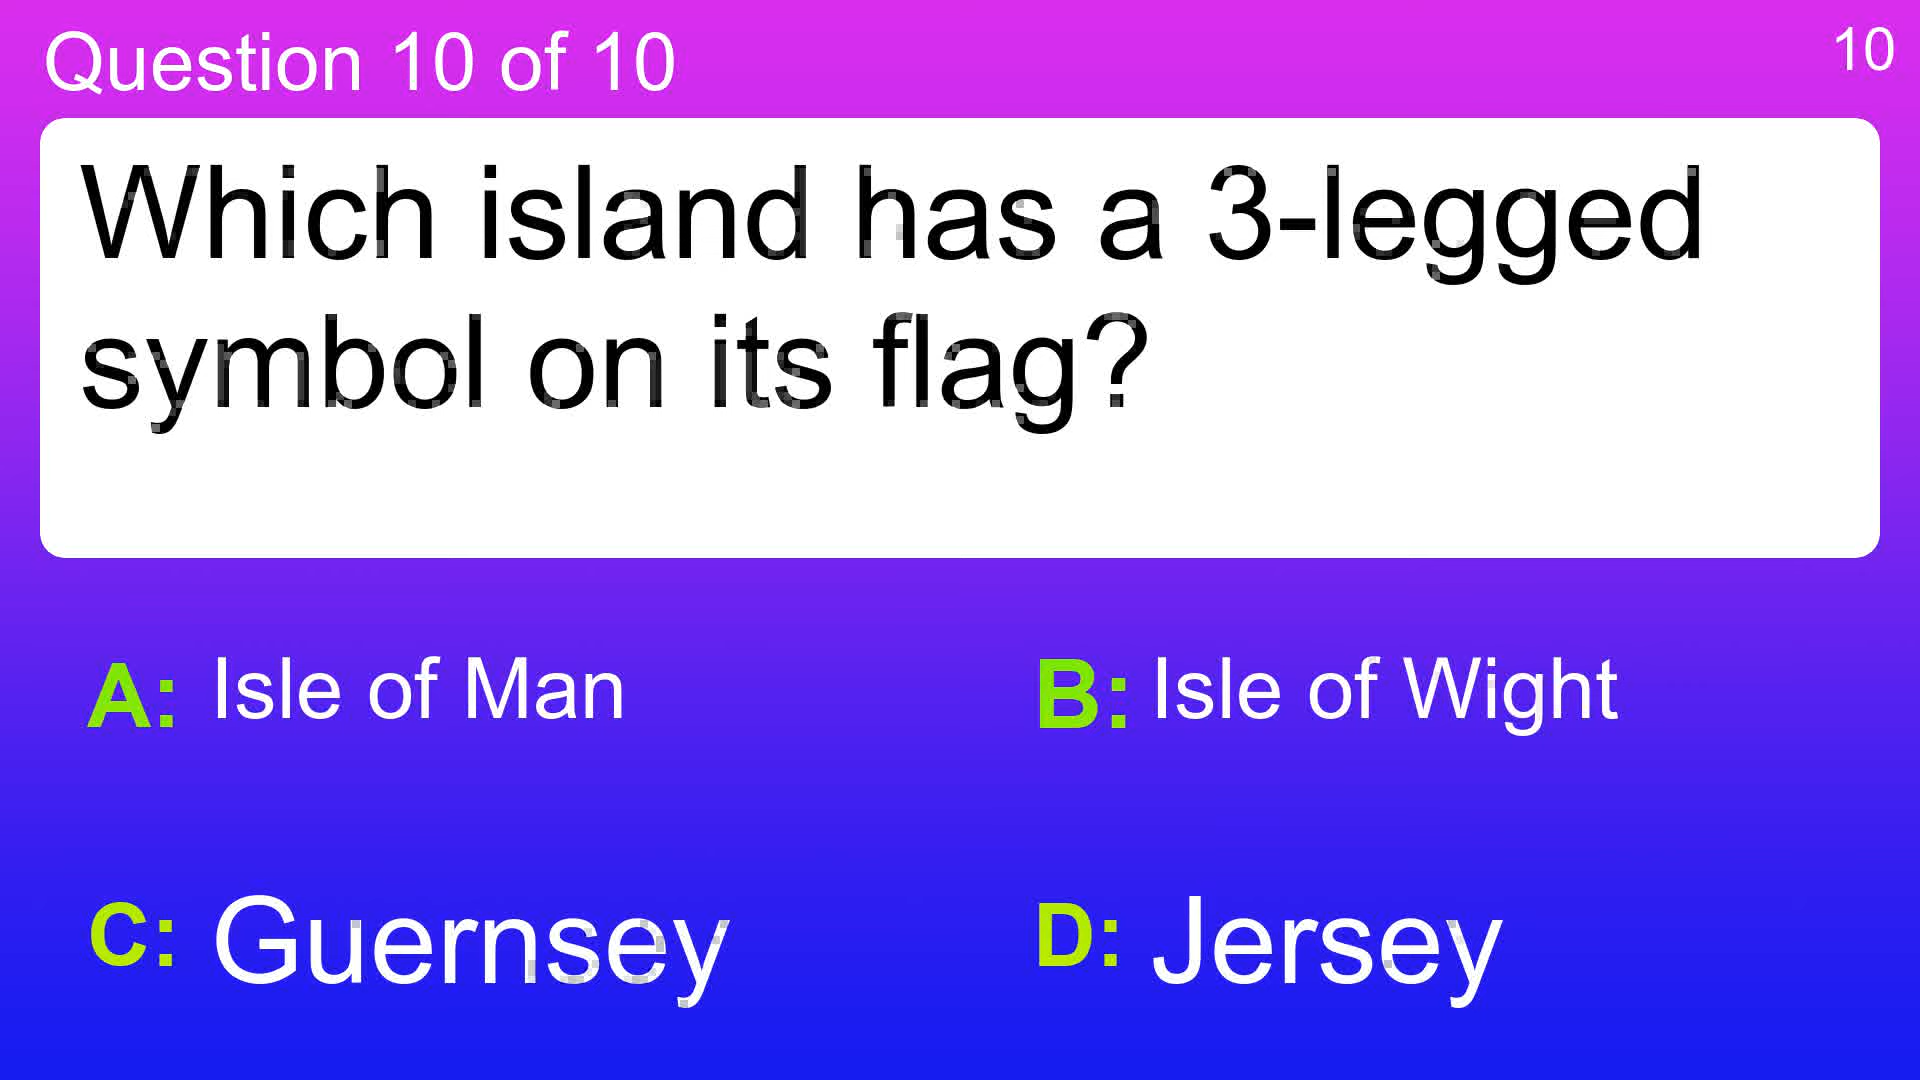 Question 10 of 10
10
Which island has a 3-legged
symbol on its flag?
A: Isle of Man
B: Isle of Wight
C: Guernsey
D: Jersey